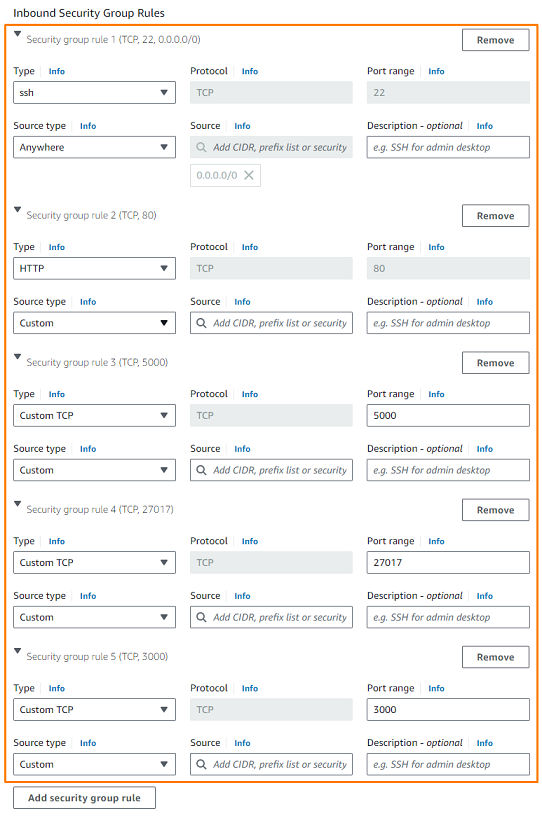 Inbound Security Group Rules
Security group rule 1 (TCP, 22, 0.0.0.0/0) Remove
Type Info Protocol Info Port range Info
ssh TCP 22
Source type Info Source Info Description - optional Info
Anywhere Add CIDR, prefix list or security e.g. SSH for admin desktop
0.0.0.0/0
Security group rule 2 (TCP, 80) Remove
Type Info Protocol Info Port range Info
HTTP TCP 80
Source type Info Source Info Description - optional Info
Custom Add CIDR, prefix list or security e.g. SSH for admin desktop
Security group rule 3 (TCP, 5000) Remove
Type Info Protocol Info Port range Info
Custom TCP TCP 5000
Source type Info Source Info Description - optional Info
Custom Add CIDR, prefix list or security e.g. SSH for admin desktop
Security group rule 4 (TCP, 27017) Remove
Type Info Protocol Info Port range Info
Custom TCP TCP 27017
Source type Info Source Info Description - optional Info
Custom Add CIDR, prefix list or security e.g. SSH for admin desktop
Security group rule 5 (TCP, 3000) Remove
Type Info Protocol Info Port range Info
Custom TCP TCP 3000
Source type Info Source Info Description - optional Info
Custom Add CIDR, prefix list or security e.g. SSH for admin desktop
Add security group rule